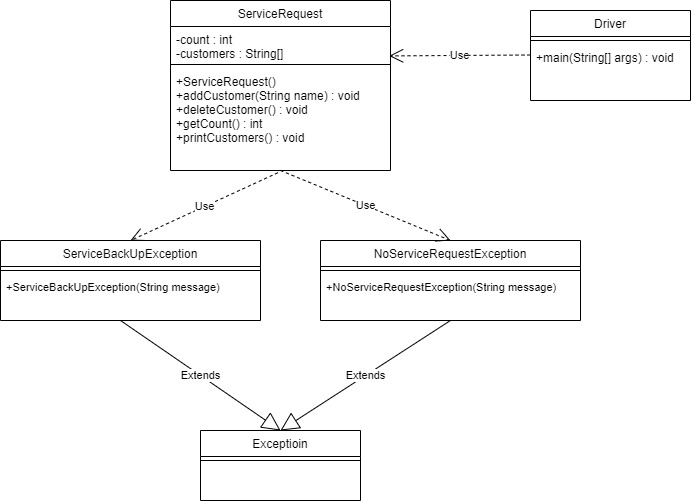 ServiceRequest
-count : int
-customers : String[]
+ServiceRequest()
+addCustomer(String name) : void
+deleteCustomer() : void
+getCount() : int
+printCustomers() : void
Use
Driver
+main(String[] args) : void
Use
Use
ServiceBackUpException
+ServiceBackUpException(String message)
NoServiceRequestException
+NoServiceRequestException(String message)
Extends
Extends
Exceptioin